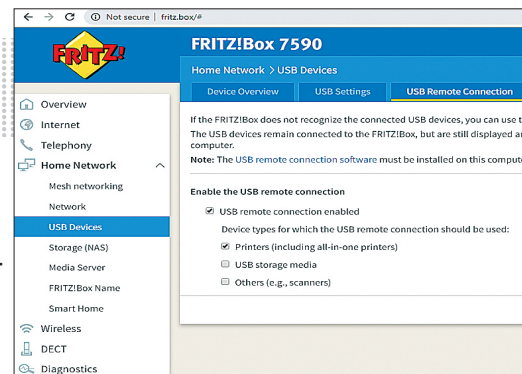 Not secure | fritz.box/#
FRITZ!
FRITZ!Box 7590
Home Network > USB Devices
Device Overview USB Settings USB Remote Connection
Overview
Internet
Telephony
Home Network
Mesh networking
Network
USB Devices
Storage (NAS)
Media Server
FRITZ!Box Name
Smart Home
Wireless
DECT
Diagnostics
If the FRITZ!Box does not recognize the connected USB devices, you can use
The USB devices remain connected to the FRITZ!Box, but are still displayed
computer.
Note: The USB remote connection software must be installed on this
Enable the USB remote connection
USB remote connection enabled
Device types for which the USB remote connection should be used:
Printers (including all-in-one printers)
USB storage media
Others (e.g., scanners)